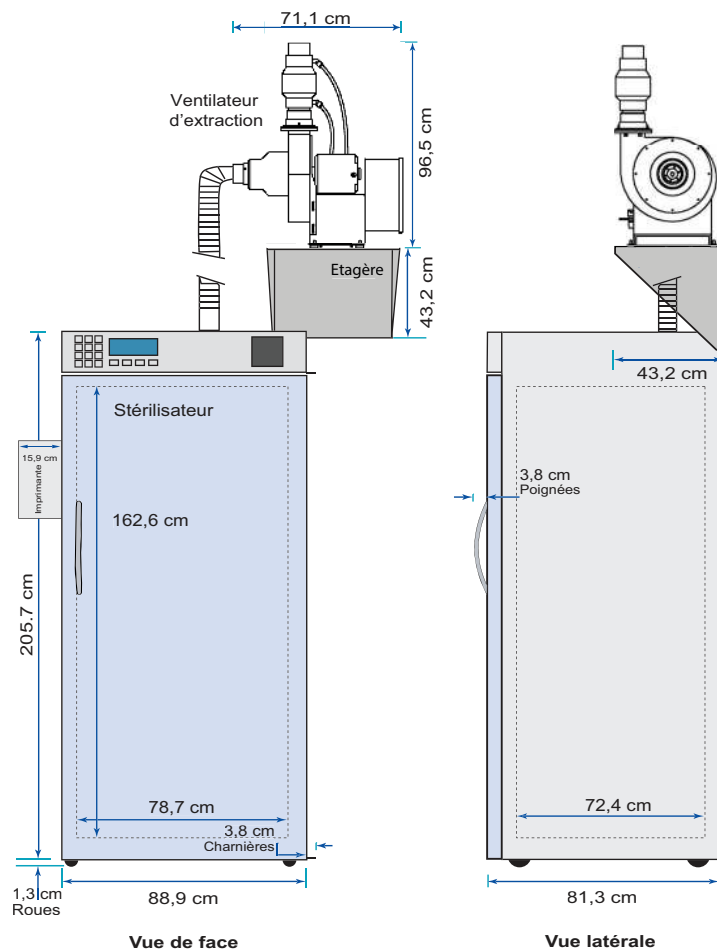 71,1 cm
Ventilateur
d'extraction
96,5 cm
Etagère
43,2 cm
43,2 cm
Stérilisateur
15,9 cm
Imprimante
3,8 cm
Poignées
162,6 cm
205.7 cm
78,7 cm
72,4 cm
3,8 cm
Charnières
1,3 cm
Roues
88,9 cm
81,3 cm
Vue de face
Vue latérale